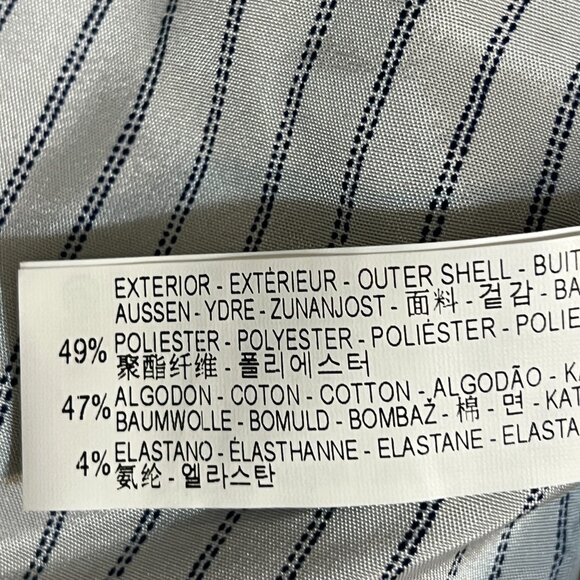 EXTERIOR - EXTÉRIEUR - OUTER SHELL - BUIT
AUSSEN - YDRE - ZUNANJOST - 面料 - 겉감 - BA
49% POLIESTER - POLYESTER - POLIÉSTER - POLIE
聚酯纤维 - 폴리에스터
47% ALGODON - COTON - COTTON - ALGODÃO - KA
BAUMWOLLE - BOMULD - BOMBAŽ - 棉 - 면 - KAT
4% ELASTANO - ÉLASTHANNE - ELASTANE - ELASTA
氨纶 - 엘라스탄